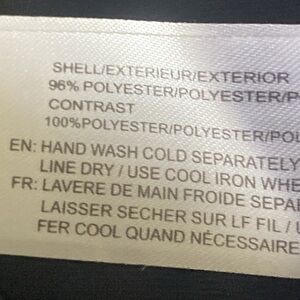 SHELL/EXTERIEUR/EXTERIOR
96% POLYESTER/POLYESTER/P
CONTRAST
100%POLYESTER/POLYESTER/POL
EN: HAND WASH COLD SEPARATELY
LINE DRY / USE COOL IRON WHE
FR: LAVERE DE MAIN FROIDE SEPA
LAISSER SECHER SUR LF FIL / U
FER COOL QUAND NÉCESSAIRE